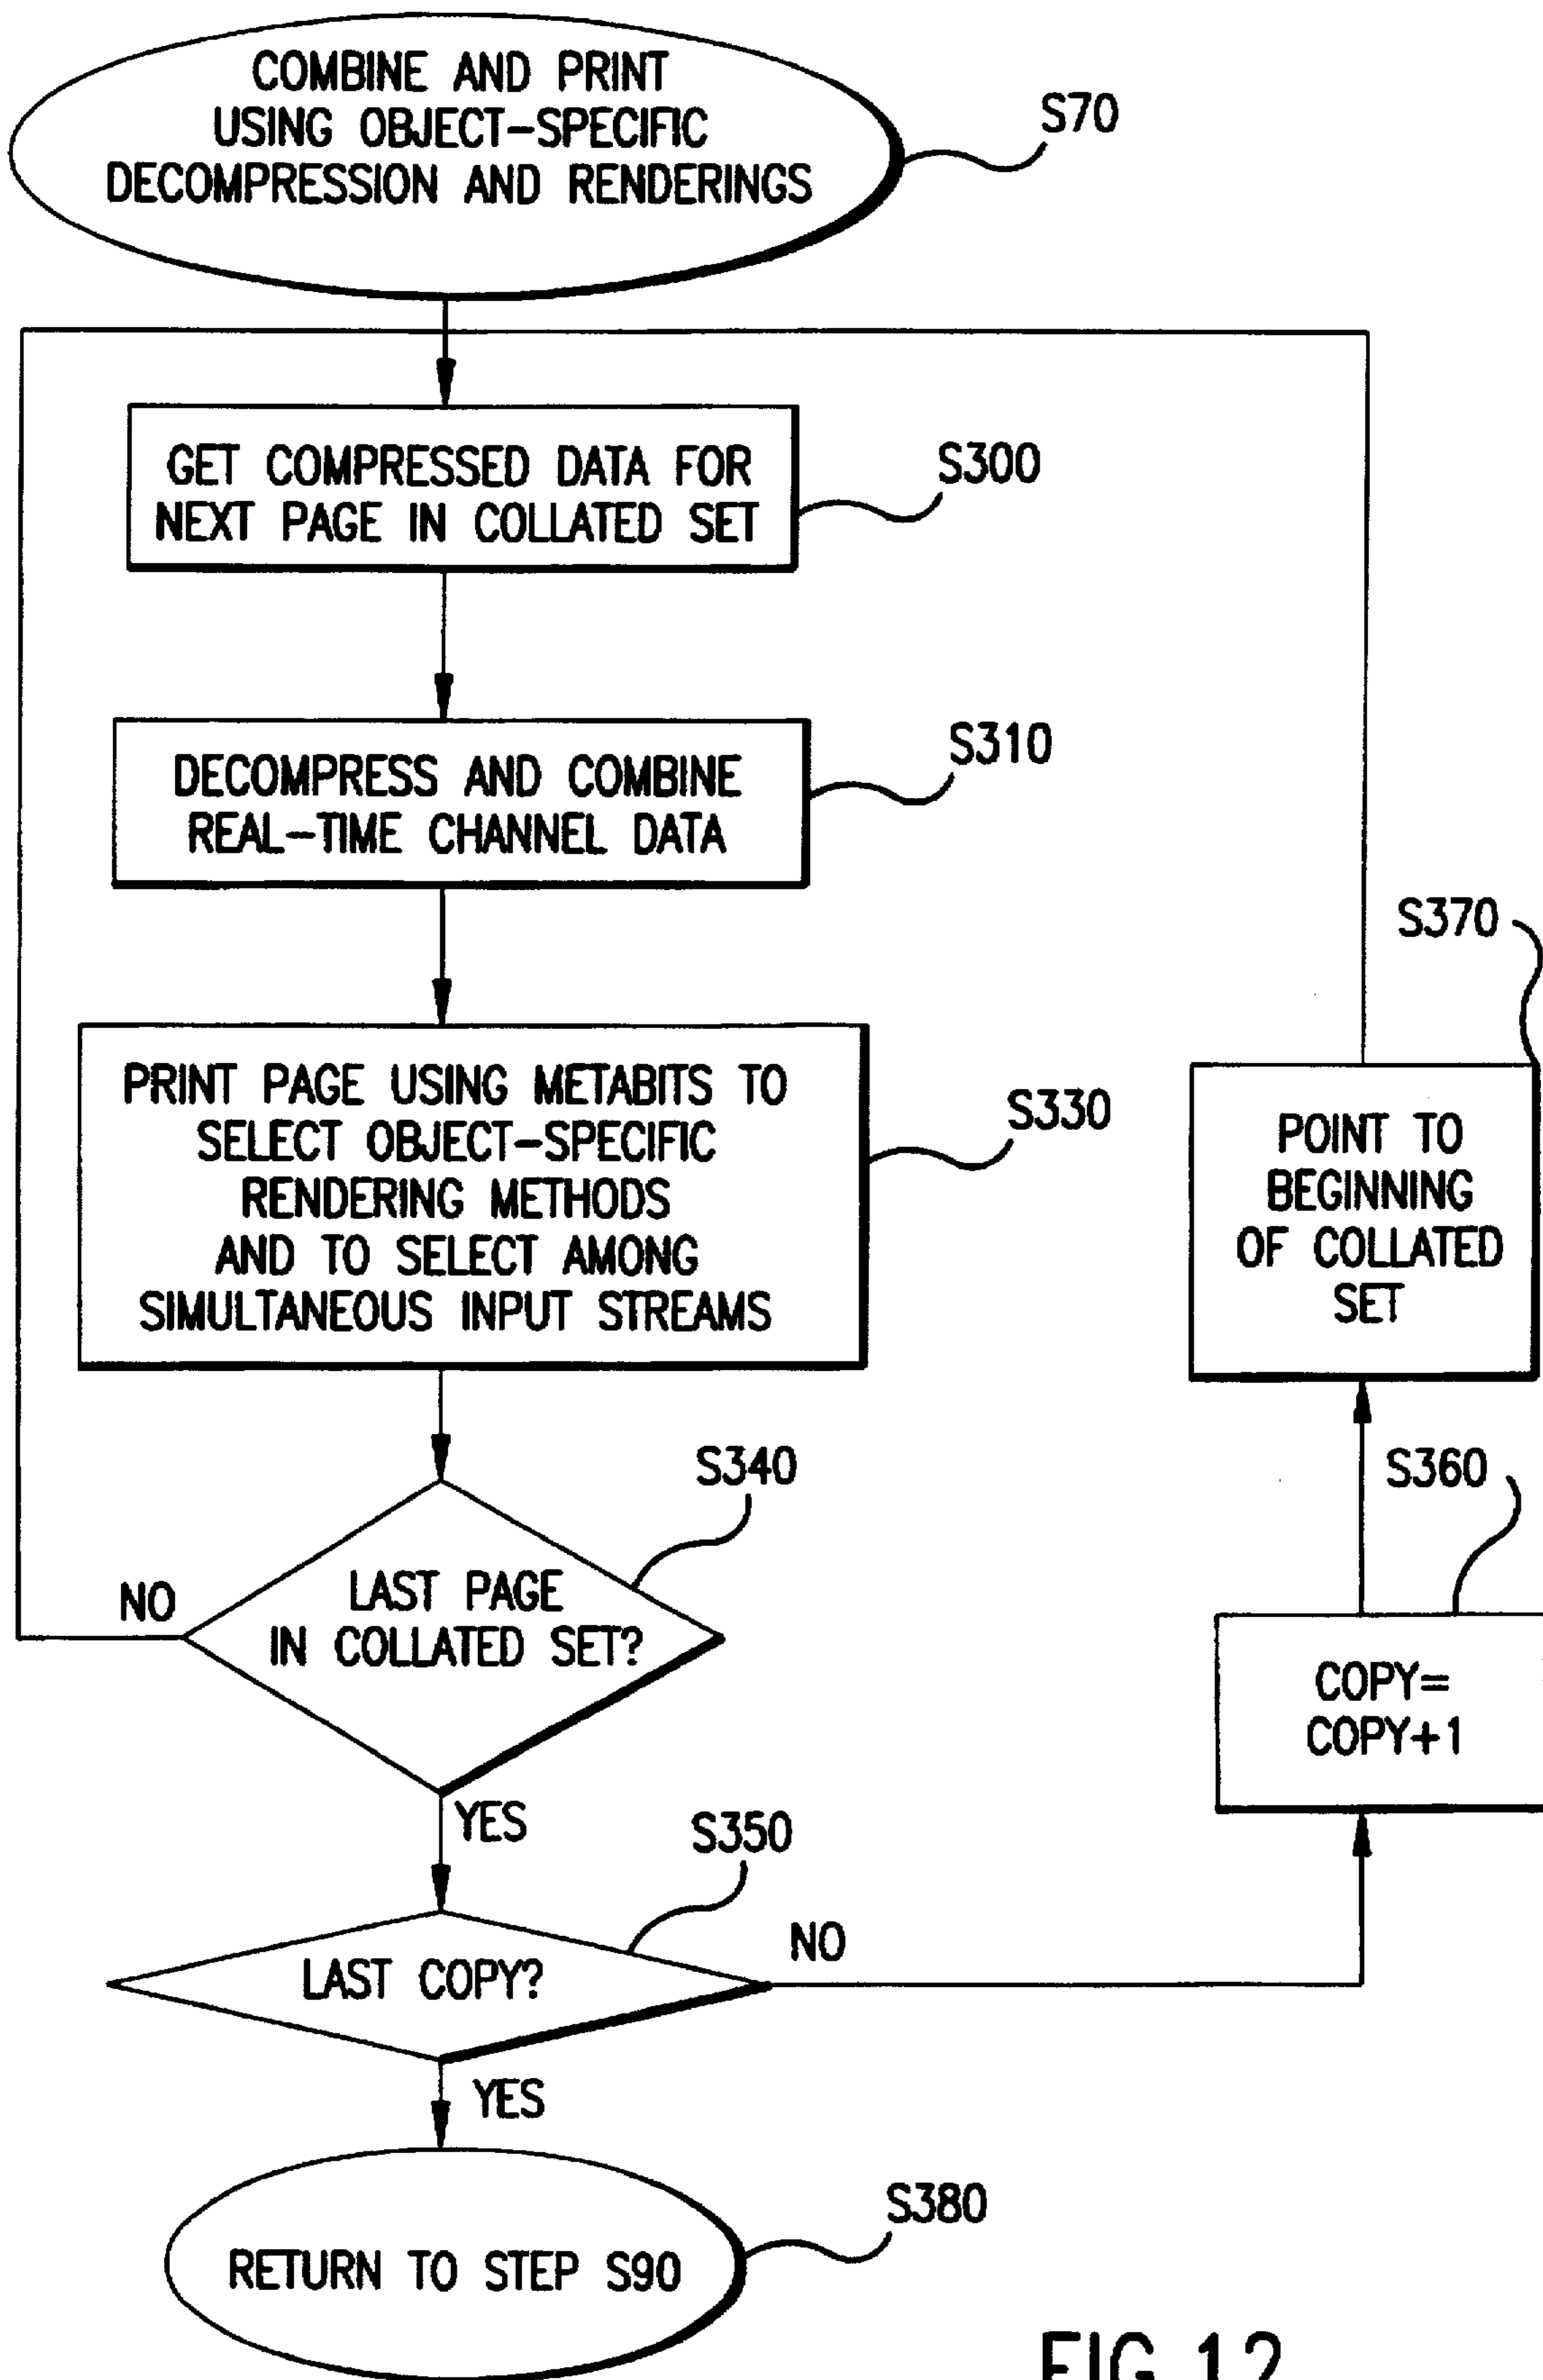 COMBINE AND PRINT
USING OBJECT-SPECIFIC
DECOMPRESSION AND RENDERINGS
S70
GET COMPRESSED DATA FOR
NEXT PAGE IN COLLATED SET
S300
DECOMPRESS AND COMBINE
REAL-TIME CHANNEL DATA
S310
PRINT PAGE USING METABITS TO
SELECT OBJECT-SPECIFIC
RENDERING METHODS
AND TO SELECT AMONG
SIMULTANEOUS INPUT STREAMS
S330
S370
POINT TO
BEGINNING
OF COLLATED
SET
S340
LAST PAGE
IN COLLATED SET?
NO
YES
S360
COPY=
COPY+1
S350
LAST COPY?
NO
YES
RETURN TO STEP S90
S380
FIG.12